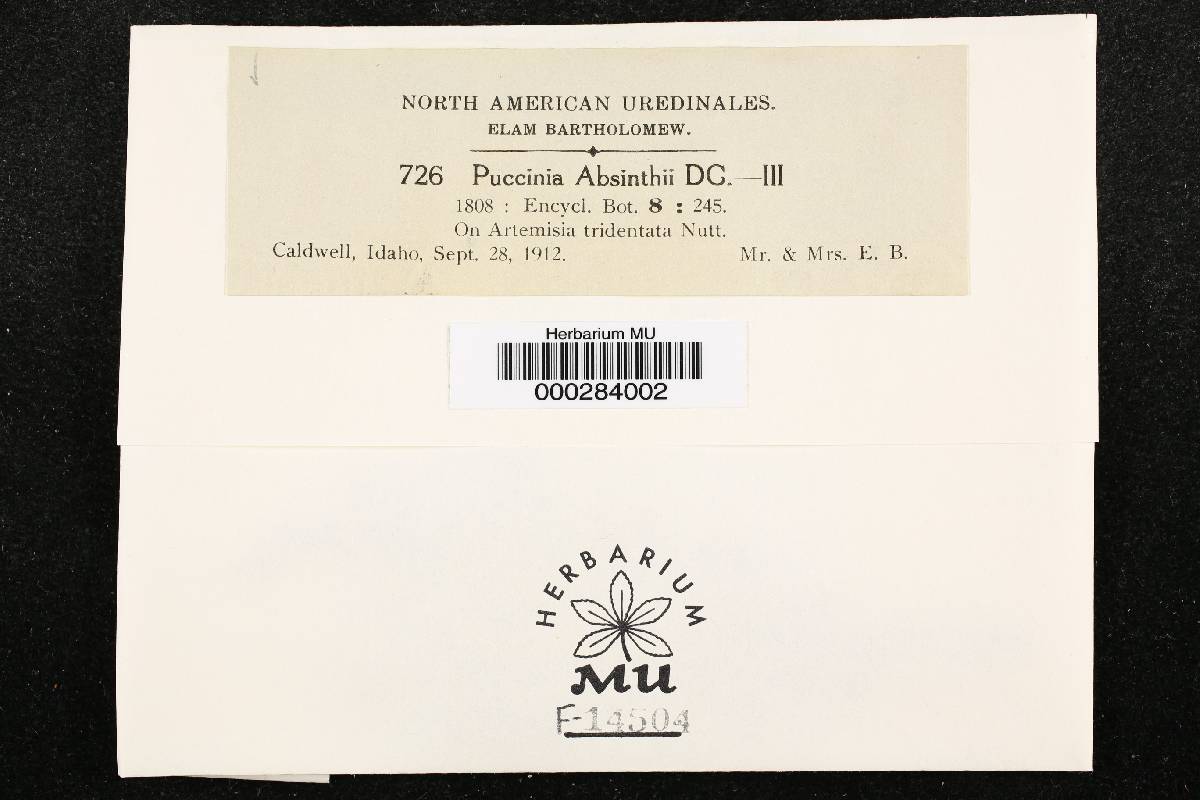 NORTH AMERICAN UREDINALES.
ELAM BARTHOLOMEW.
726 Puccinia Absinthii DC.—III
1808 : Encycl. Bot. 8 : 245.
On Artemisia tridentata Nutt.
Caldwell, Idaho, Sept. 28, 1912. Mr. & Mrs. E. B.
Herbarium MU
000284002
HERBARIUM
MU
F-14504